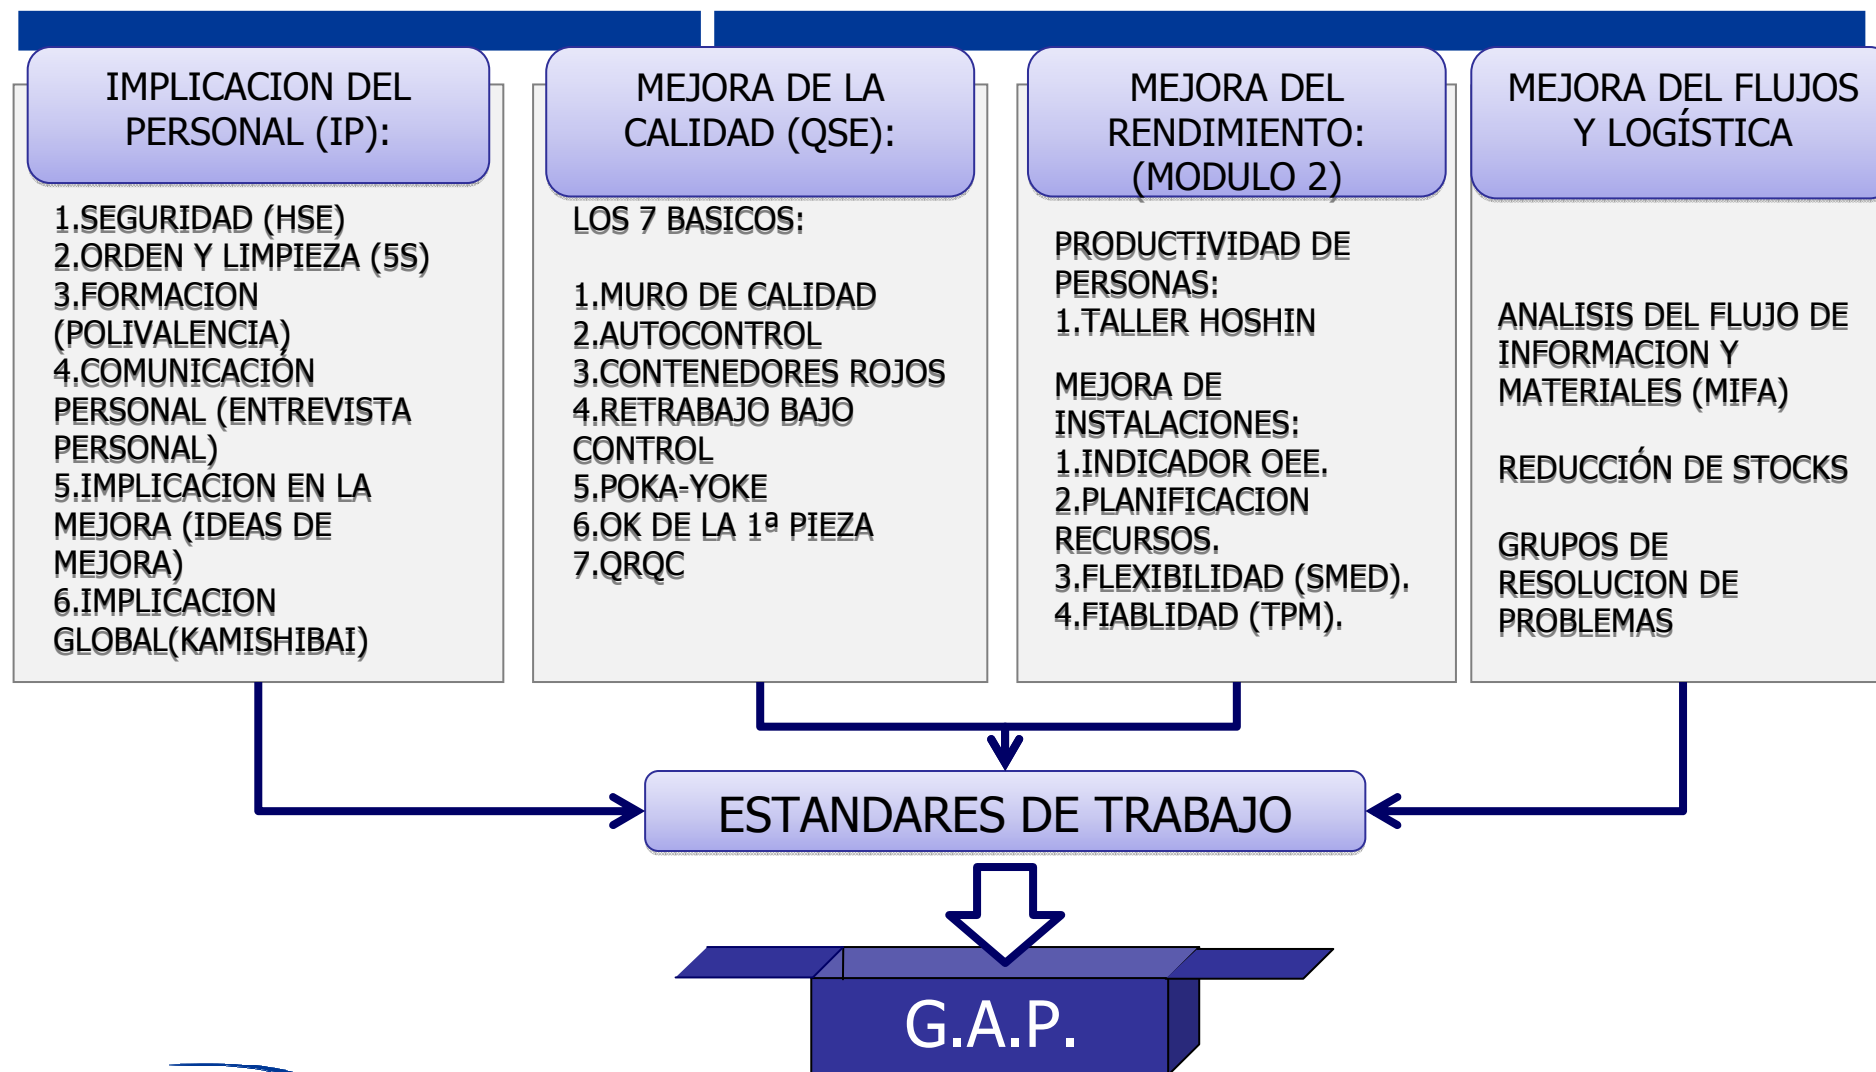 IMPLICACION DEL
PERSONAL (IP):
1.SEGURIDAD (HSE)
2.ORDEN Y LIMPIEZA (5S)
3.FORMACION
(POLIVALENCIA)
4.COMUNICACIÓN
PERSONAL (ENTREVISTA
PERSONAL)
5.IMPLICACION EN LA
MEJORA (IDEAS DE
MEJORA)
6.IMPLICACION
GLOBAL(KAMISHIBAI)
MEJORA DE LA
CALIDAD (QSE):
LOS 7 BASICOS:
1.MURO DE CALIDAD
2.AUTOCONTROL
3.CONTENEDORES ROJOS
4.RETRABAJO BAJO
CONTROL
5.POKA-YOKE
6.OK DE LA 1ª PIEZA
7.QRQC
MEJORA DEL
RENDIMIENTO:
(MODULO 2)
PRODUCTIVIDAD DE
PERSONAS:
1.TALLER HOSHIN
MEJORA DE
INSTALACIONES:
1.INDICADOR OEE.
2.PLANIFICACION
RECURSOS.
3.FLEXIBILIDAD (SMED).
4.FIABLIDAD (TPM).
MEJORA DEL FLUJOS
Y LOGÍSTICA
ANALISIS DEL FLUJO DE
INFORMACION Y
MATERIALES (MIFA)
REDUCCIÓN DE STOCKS
GRUPOS DE
RESOLUCION DE
PROBLEMAS
ESTANDARES DE TRABAJO
G.A.P.